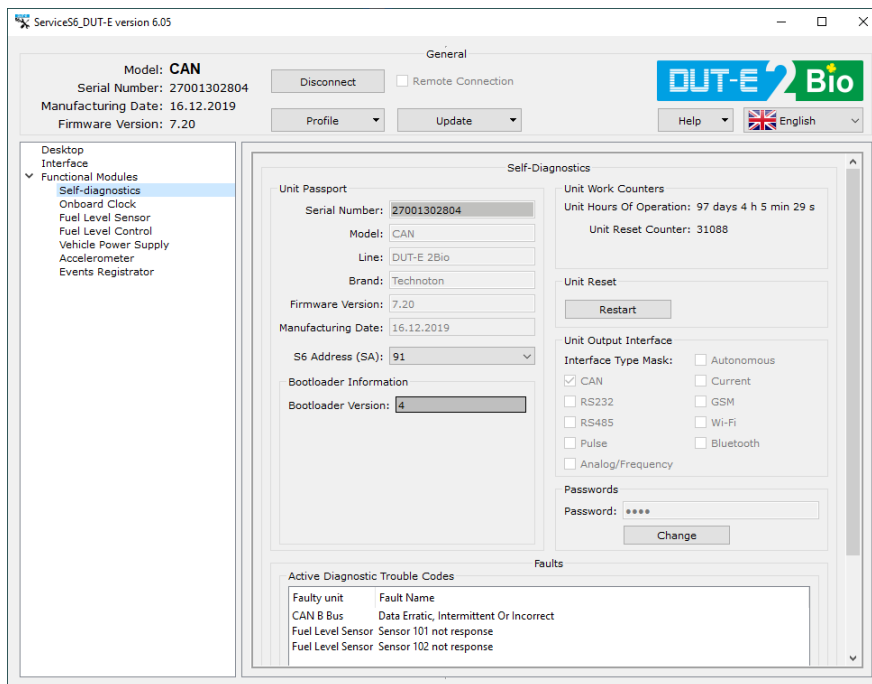 ServiceS6_DUT-E version 6.05
General
Model: CAN
Serial Number: 27001302804
Manufacturing Date: 16.12.2019
Firmware Version: 7.20
Disconnect
Remote Connection
Profile
Update
DUT-E 2 Bio
Help
English
Desktop
Interface
Functional Modules
Self-diagnostics
Onboard Clock
Fuel Level Sensor
Fuel Level Control
Vehicle Power Supply
Accelerometer
Events Registrator
Self-Diagnostics
Unit Passport
Serial Number: 27001302804
Model: CAN
Line: DUT-E 2Bio
Brand: Technoton
Firmware Version: 7.20
Manufacturing Date: 16.12.2019
S6 Address (SA): 91
Bootloader Information
Bootloader Version: 4
Unit Work Counters
Unit Hours Of Operation: 97 days 4 h 5 min 29 s
Unit Reset Counter: 31088
Unit Reset
Restart
Unit Output Interface
Interface Type Mask:
Autonomous
CAN
Current
RS232
GSM
RS485
Wi-Fi
Pulse
Bluetooth
Analog/Frequency
Passwords
Password: ••••
Change
Faults
Active Diagnostic Trouble Codes
Faulty unit Fault Name
CAN B Bus Data Erratic, Intermittent Or Incorrect
Fuel Level Sensor Sensor 101 not response
Fuel Level Sensor Sensor 102 not response